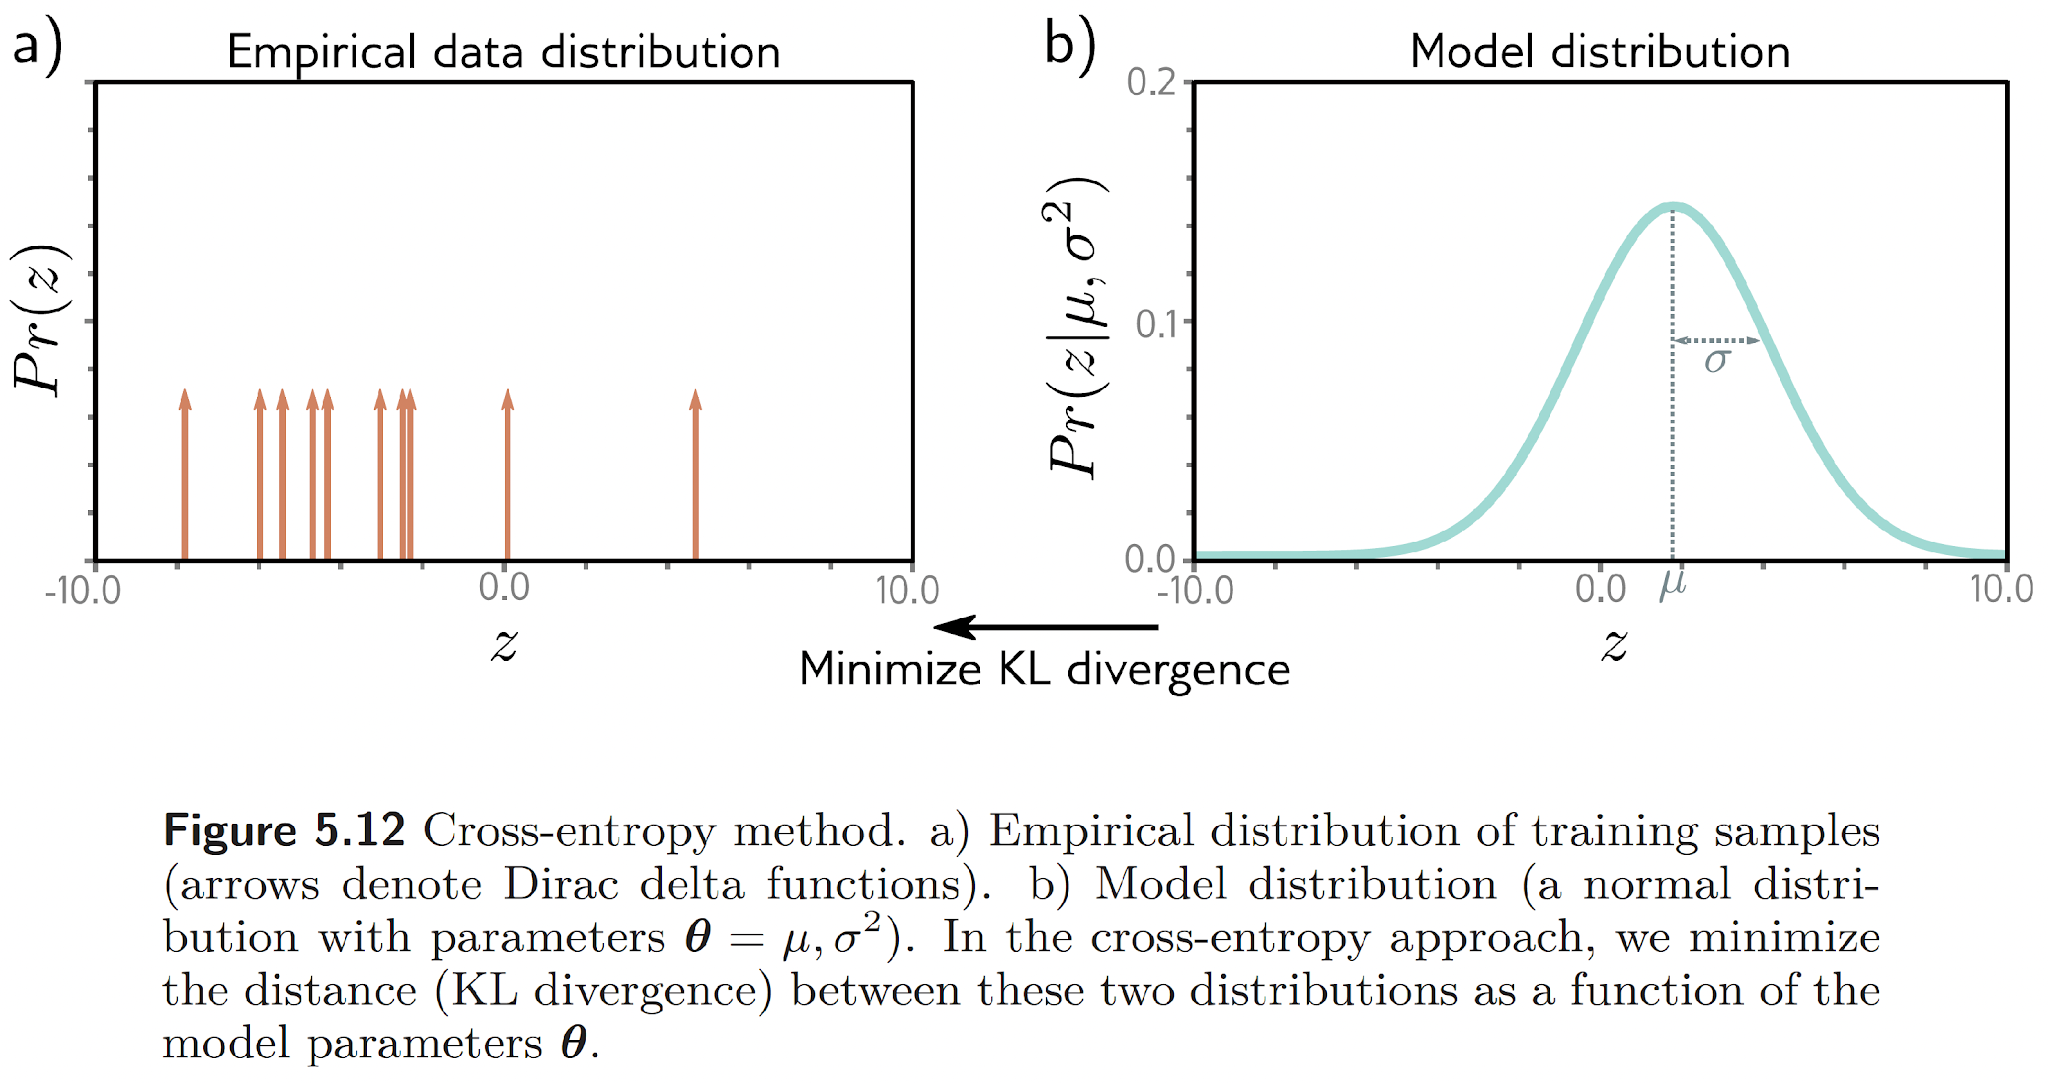 a)
Empirical data distribution
Pr(z)
-10.0 0.0 10.0
z
b)
Model distribution
0.2
0.1
0.0
Pr(z|μ, σ²)
σ
-10.0 0.0 μ 10.0
z
Minimize KL divergence
Figure 5.12 Cross-entropy method. a) Empirical distribution of training samples
(arrows denote Dirac delta functions). b) Model distribution (a normal distri-
bution with parameters θ = μ, σ²). In the cross-entropy approach, we minimize
the distance (KL divergence) between these two distributions as a function of the
model parameters θ.